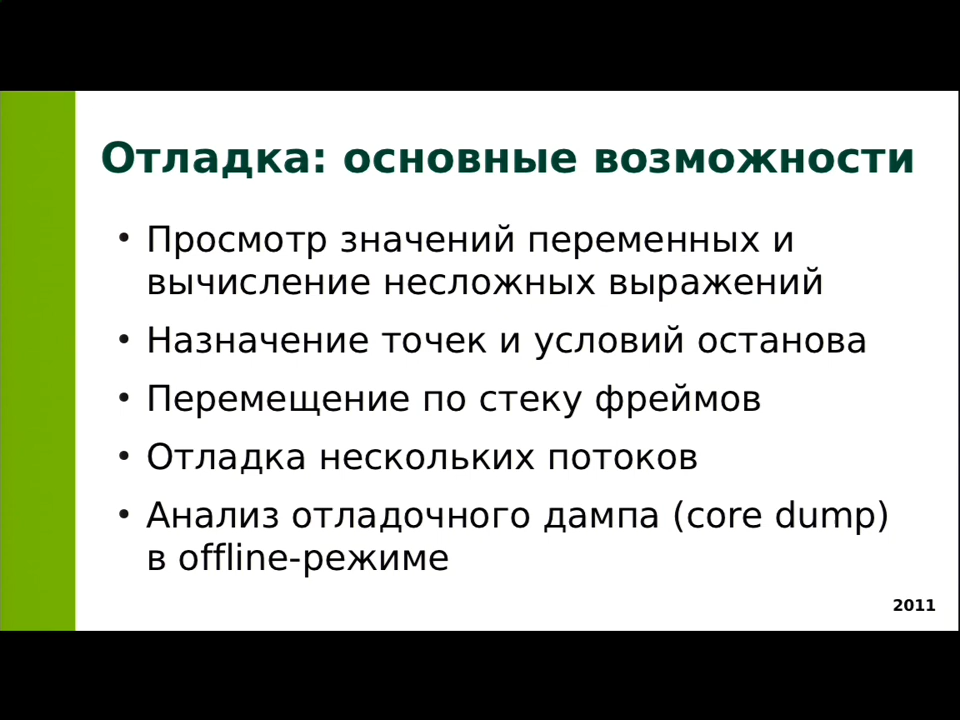 Отладка: основные возможности
• Просмотр значений переменных и
вычисление несложных выражений
• Назначение точек и условий останова
• Перемещение по стеку фреймов
• Отладка нескольких потоков
• Анализ отладочного дампа (core dump)
в offline-режиме
2011